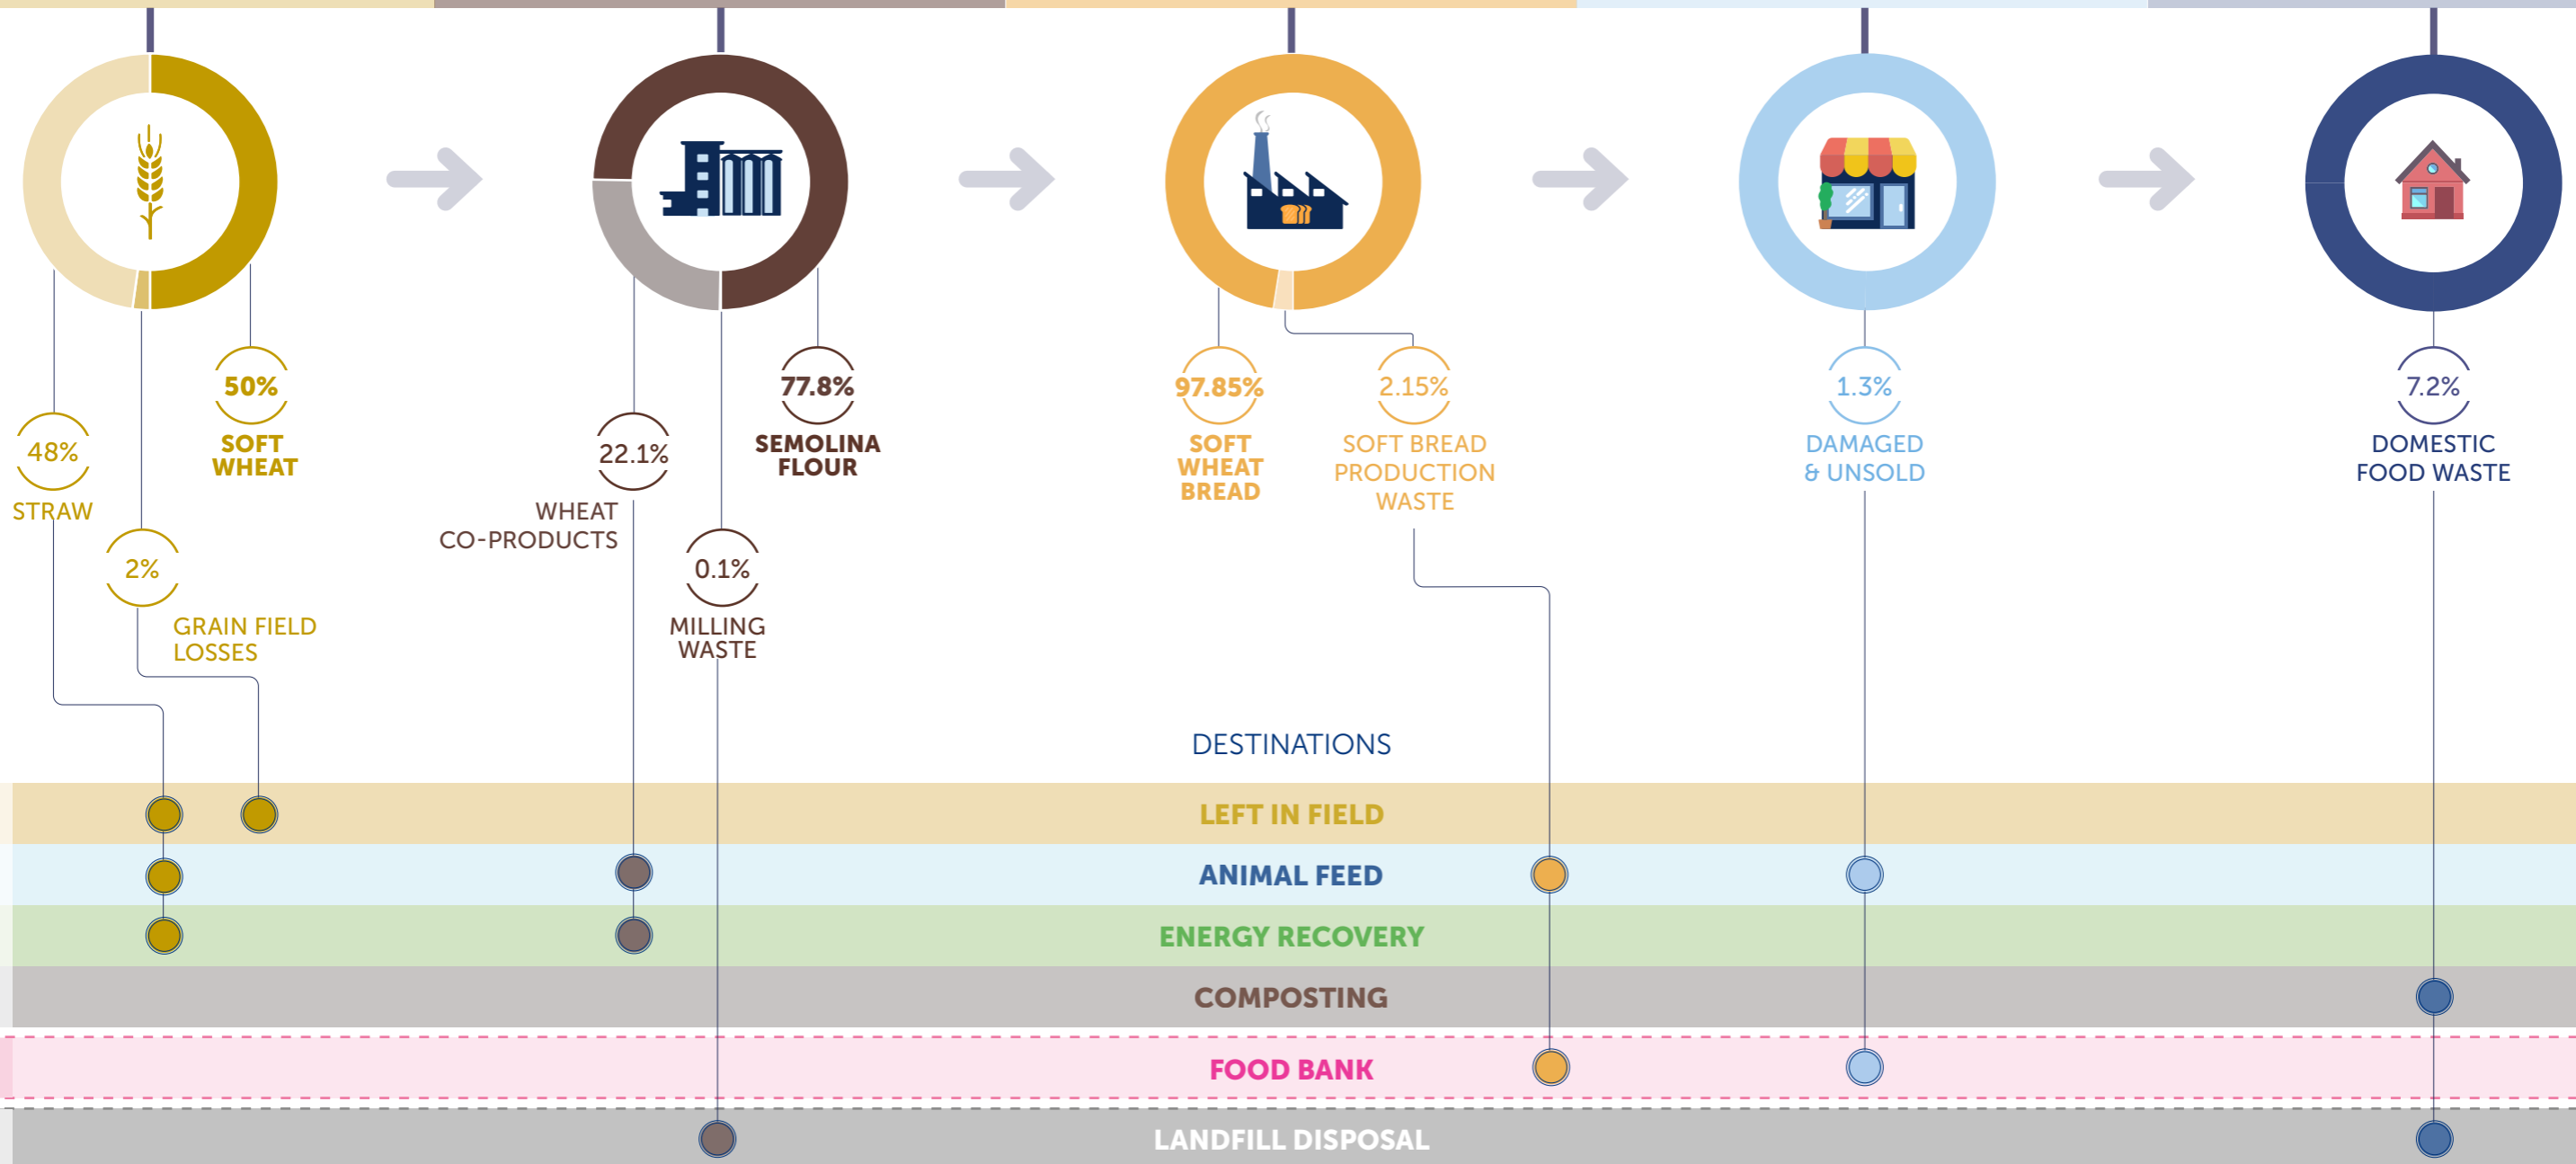 50%
SOFT
WHEAT
48%
STRAW
2%
GRAIN FIELD
LOSSES
77.8%
SEMOLINA
FLOUR
22.1%
WHEAT
CO-PRODUCTS
0.1%
MILLING
WASTE
97.85%
SOFT
WHEAT
BREAD
2.15%
SOFT BREAD
PRODUCTION
WASTE
1.3%
DAMAGED
& UNSOLD
7.2%
DOMESTIC
FOOD WASTE
DESTINATIONS
LEFT IN FIELD
ANIMAL FEED
ENERGY RECOVERY
COMPOSTING
FOOD BANK
LANDFILL DISPOSAL